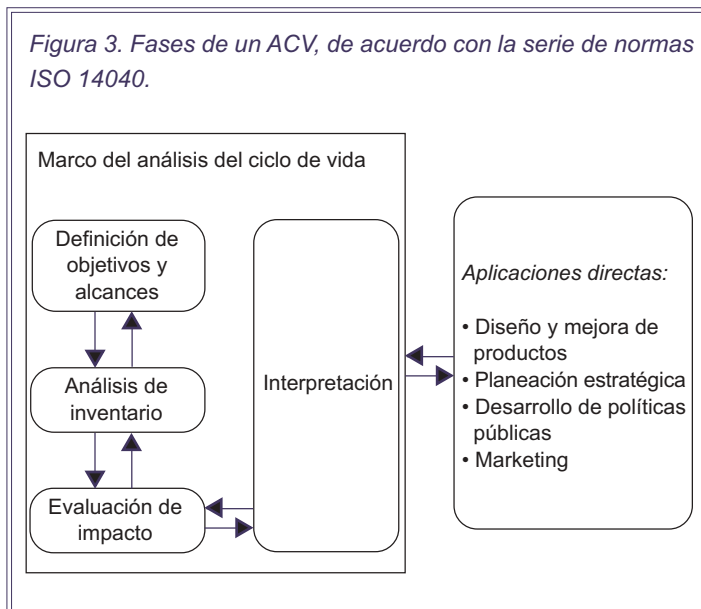 Figura 3. Fases de un ACV, de acuerdo con la serie de normas
ISO 14040.
Marco del análisis del ciclo de vida
Definición de
objetivos y
alcances
Análisis de
inventario
Evaluación de
impacto
Interpretación
Aplicaciones directas:
• Diseño y mejora de
productos
• Planeación estratégica
• Desarrollo de políticas
públicas
• Marketing